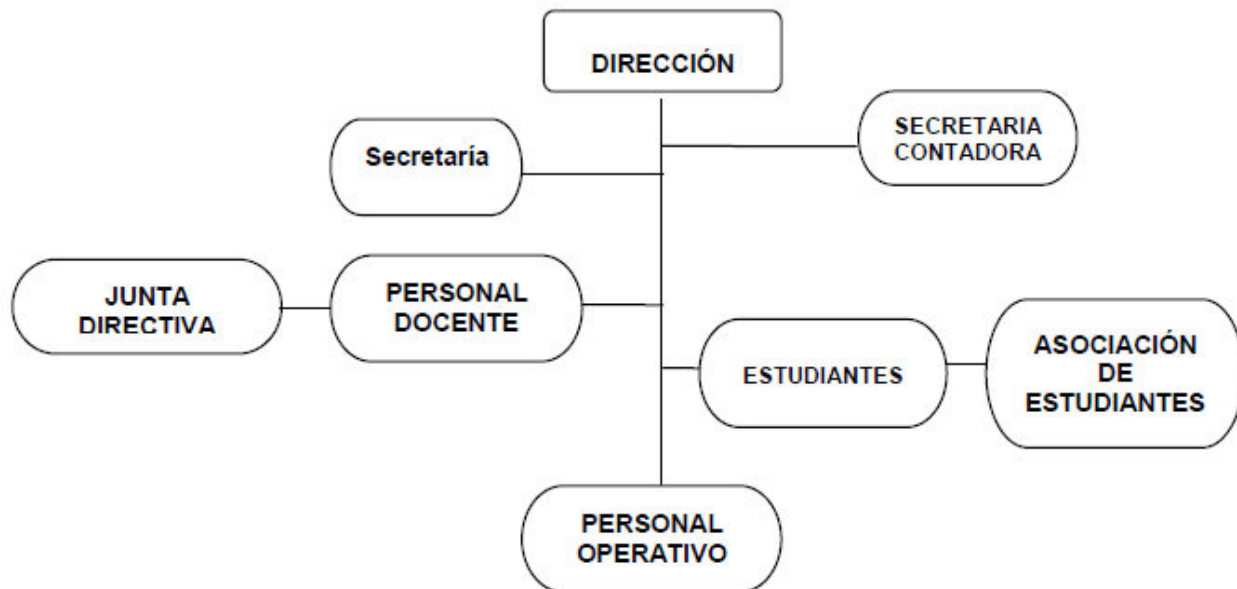 DIRECCIÓN
SECRETARIA
CONTADORA
Secretaría
JUNTA
DIRECTIVA
PERSONAL
DOCENTE
ESTUDIANTES
ASOCIACIÓN
DE
ESTUDIANTES
PERSONAL
OPERATIVO